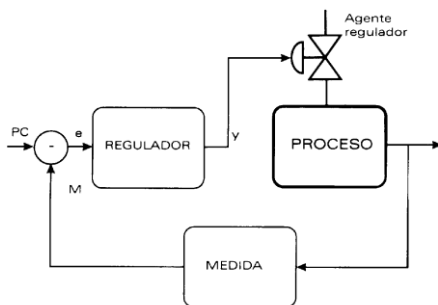 Agente
regulador
PC
-
e
REGULADOR
y
PROCESO
M
MEDIDA